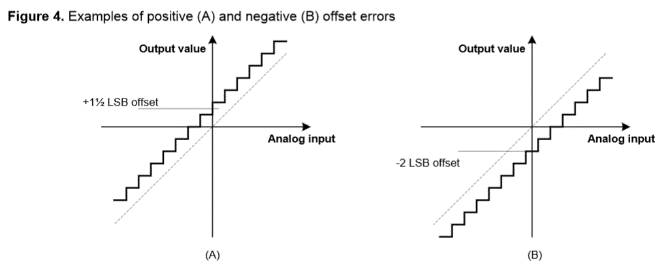 Figure 4. Examples of positive (A) and negative (B) offset errors
Output value
+1½ LSB offset
Analog input
(A)
Output value
Analog input
-2 LSB offset
(B)